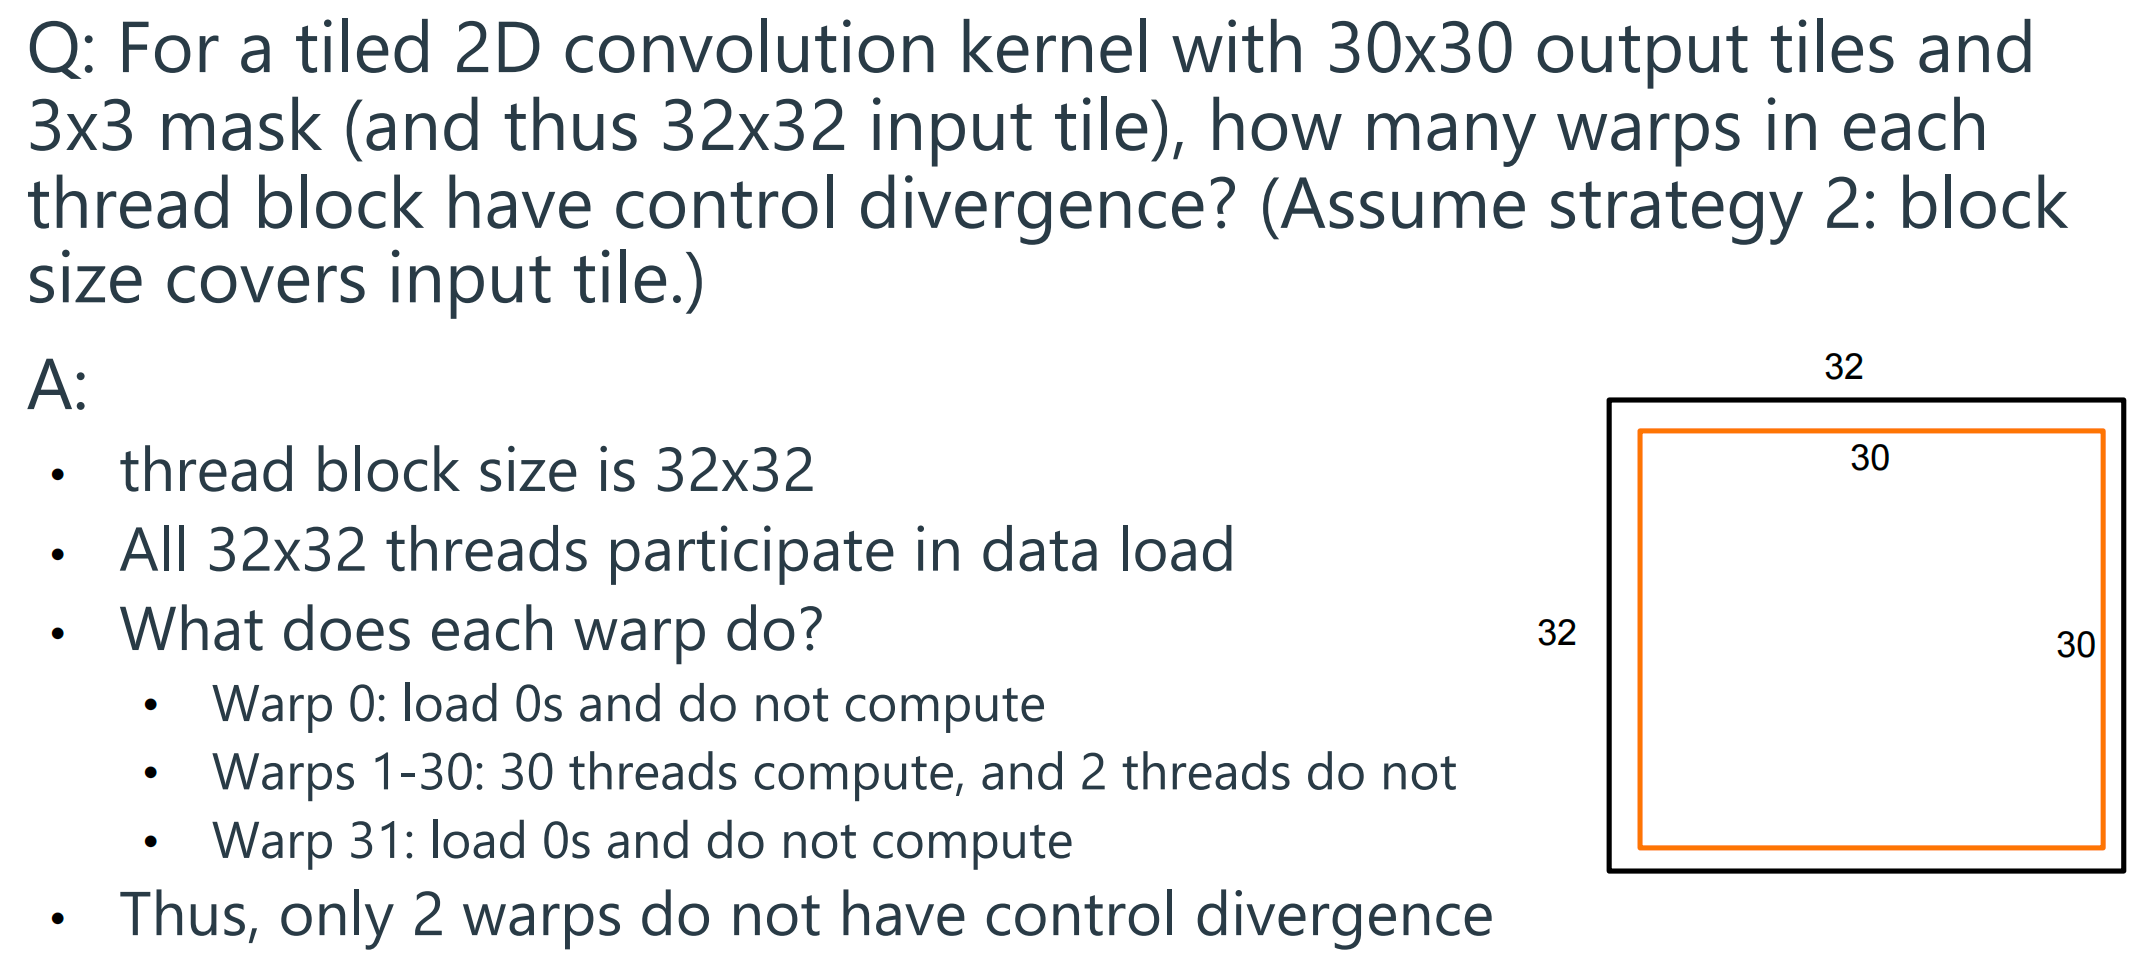 Q: For a tiled 2D convolution kernel with 30x30 output tiles and
3x3 mask (and thus 32x32 input tile), how many warps in each
thread block have control divergence? (Assume strategy 2: block
size covers input tile.)
A:
• thread block size is 32x32
• All 32x32 threads participate in data load
• What does each warp do?
• Warp 0: load 0s and do not compute
• Warps 1-30: 30 threads compute, and 2 threads do not
• Warp 31: load 0s and do not compute
• Thus, only 2 warps do not have control divergence
32
30
32
30